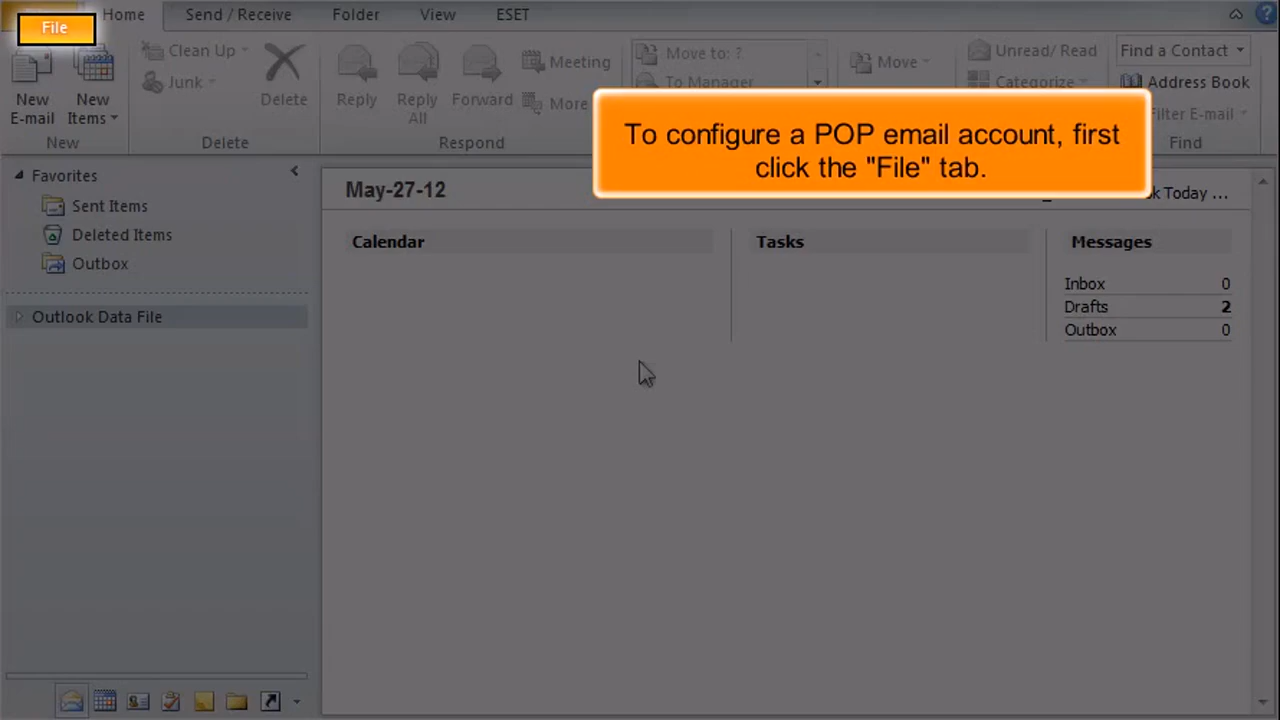 File
Home
Send / Receive
Folder
View
ESET
Clean Up
Junk
Delete
Reply
Reply
All
Forward
Meeting
More
Move to: ?
To Manager
Move
Unread/ Read
Categorize
Find a Contact
Address Book
Filter E-mail
New
E-mail
New
Items
New
Delete
Respond
Find
To configure a POP email account, first
click the "File" tab.
Favorites
Sent Items
Deleted Items
Outbox
Outlook Data File
May-27-12
Today ...
Calendar
Tasks
Messages
Inbox 0
Drafts 2
Outbox 0